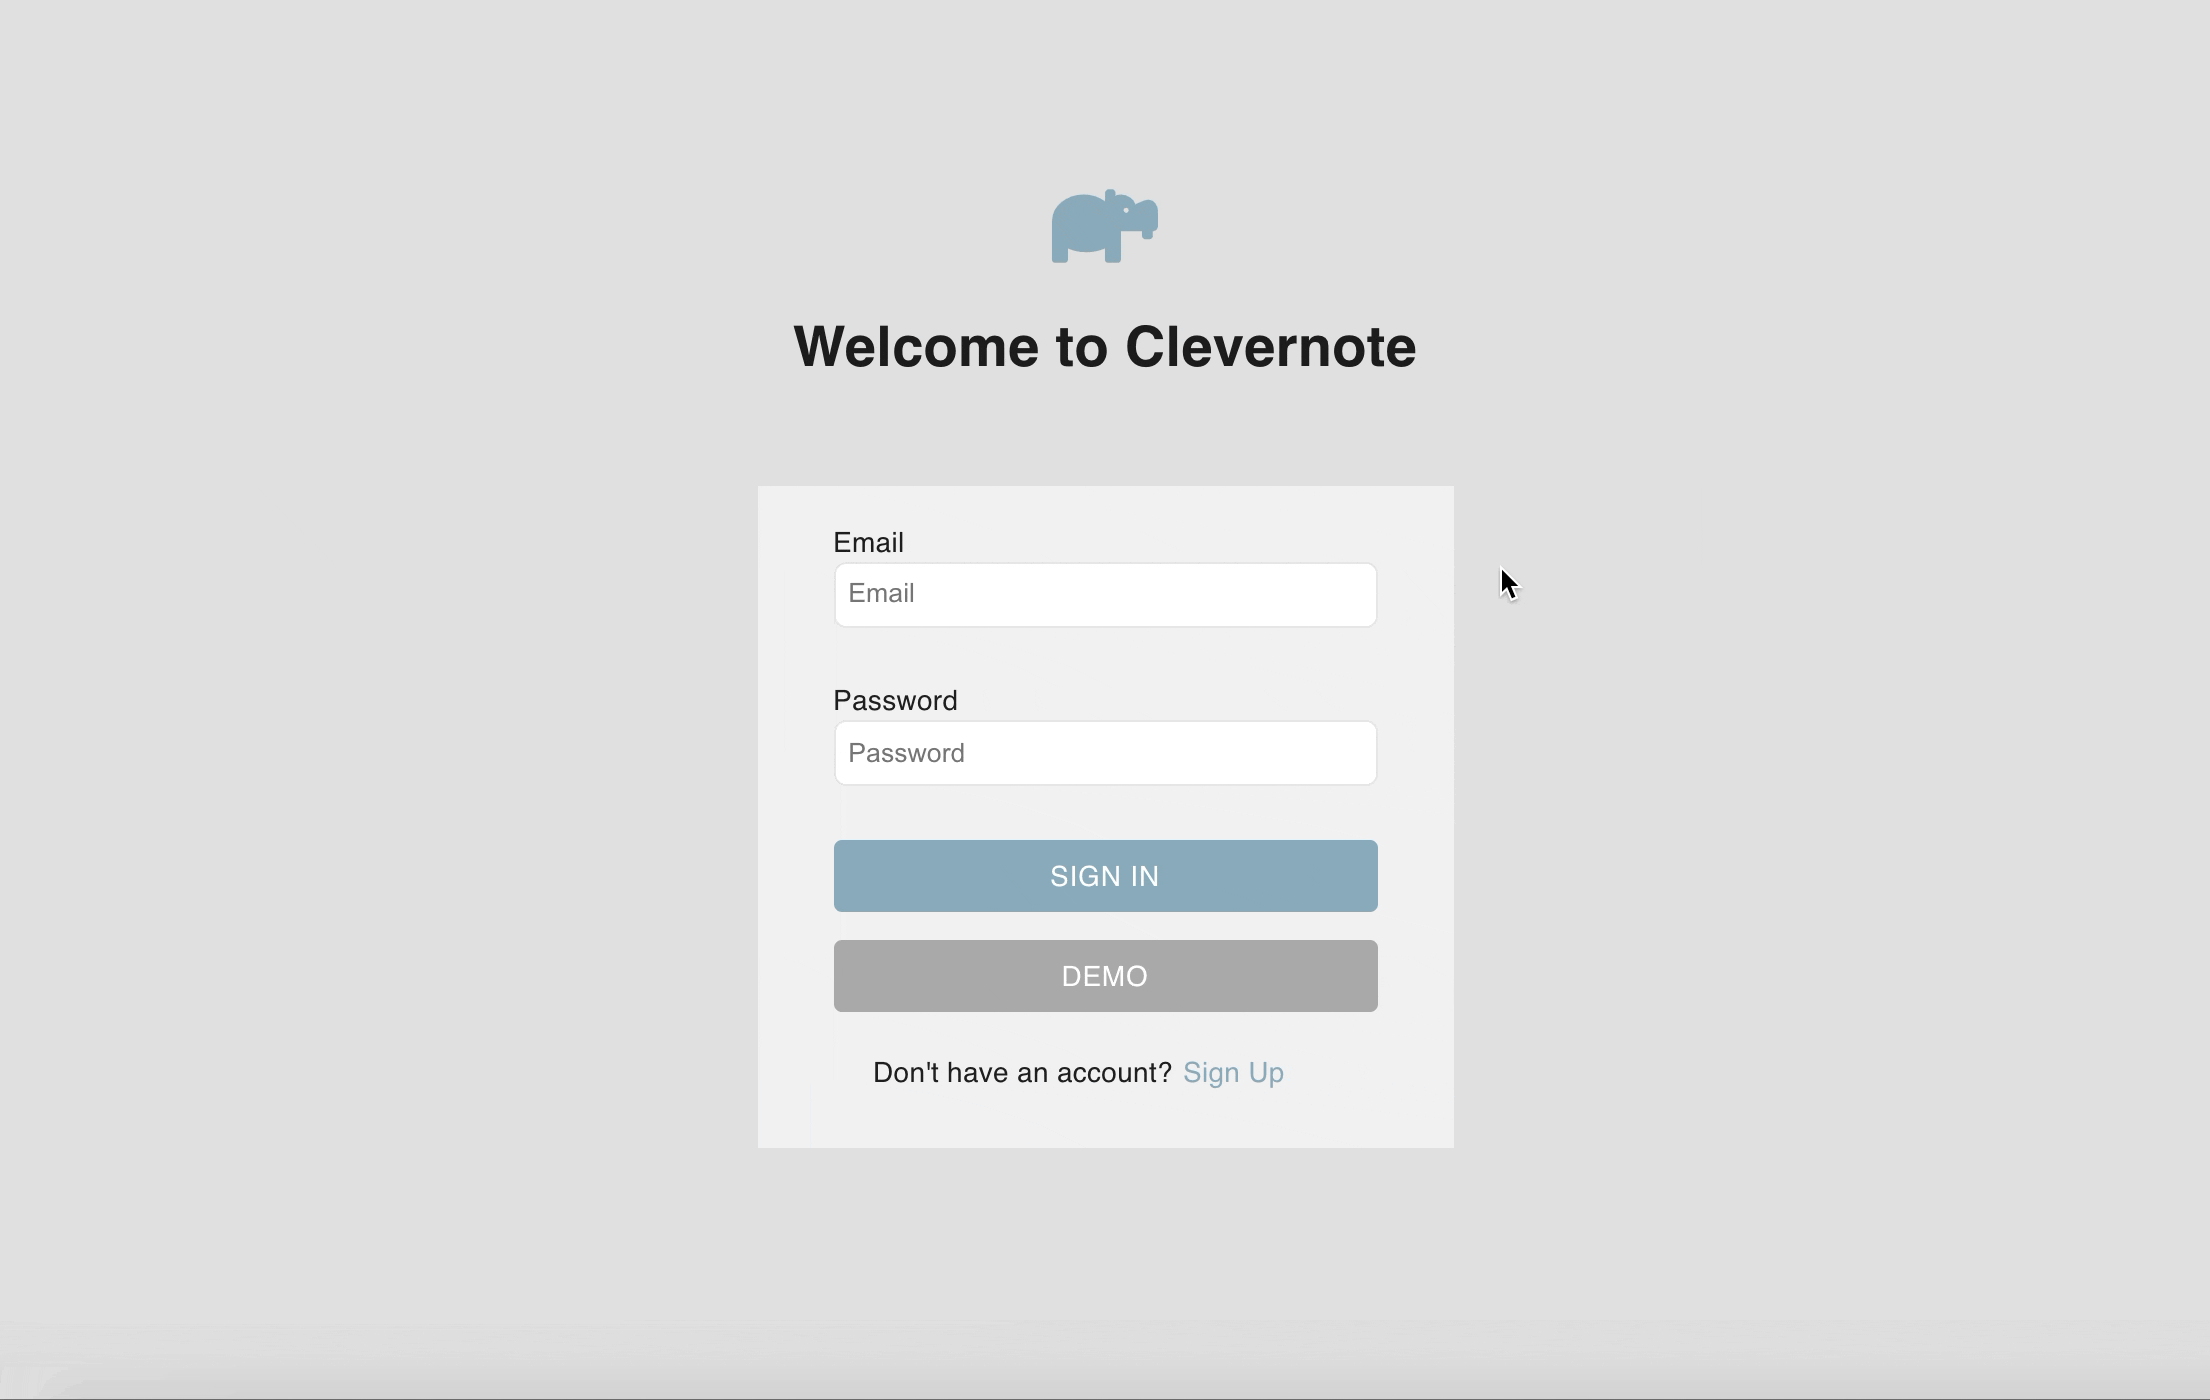 Welcome to Clevernote
Email
Email
Password
Password
SIGN IN
DEMO
Don't have an account? Sign Up